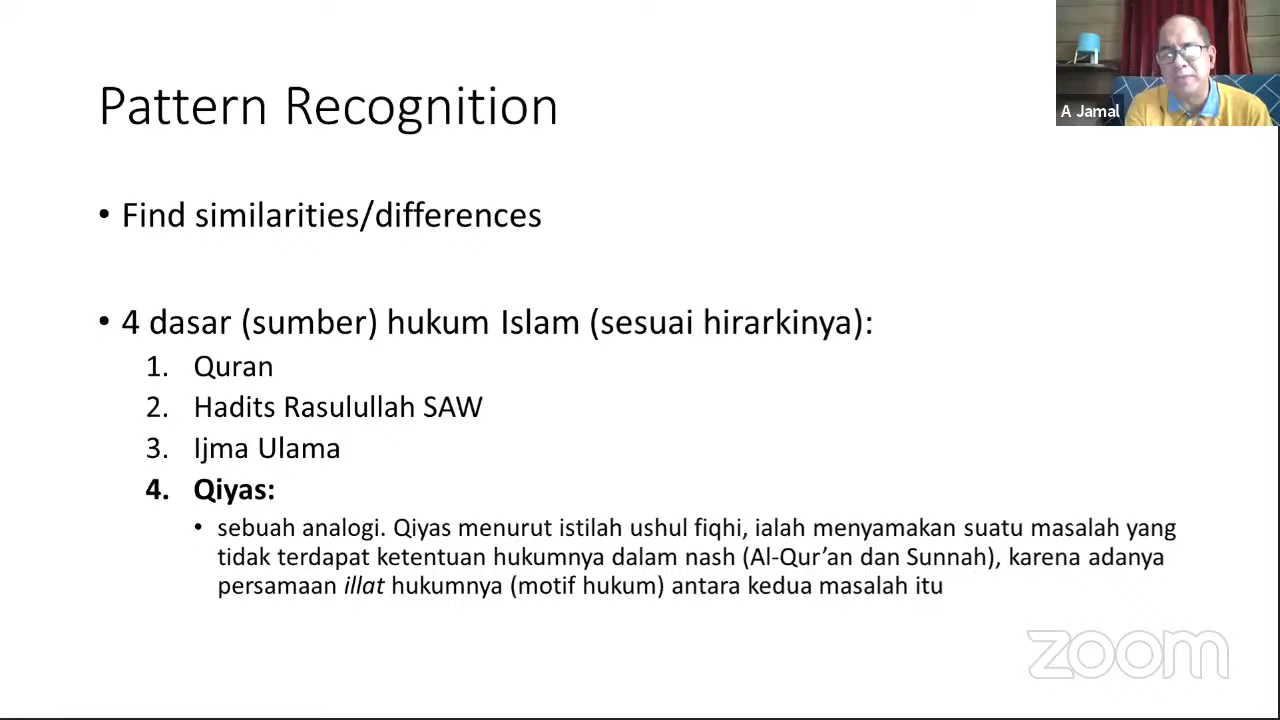 Pattern Recognition
A Jamal
• Find similarities/differences
• 4 dasar (sumber) hukum Islam (sesuai hirarkinya):
1. Quran
2. Hadits Rasulullah SAW
3. Ijma Ulama
4. Qiyas:
• sebuah analogi. Qiyas menurut istilah ushul fiqhi, ialah menyamakan suatu masalah yang
tidak terdapat ketentuan hukumnya dalam nash (Al-Qur’an dan Sunnah), karena adanya
persamaan illat hukumnya (motif hukum) antara kedua masalah itu
zoom